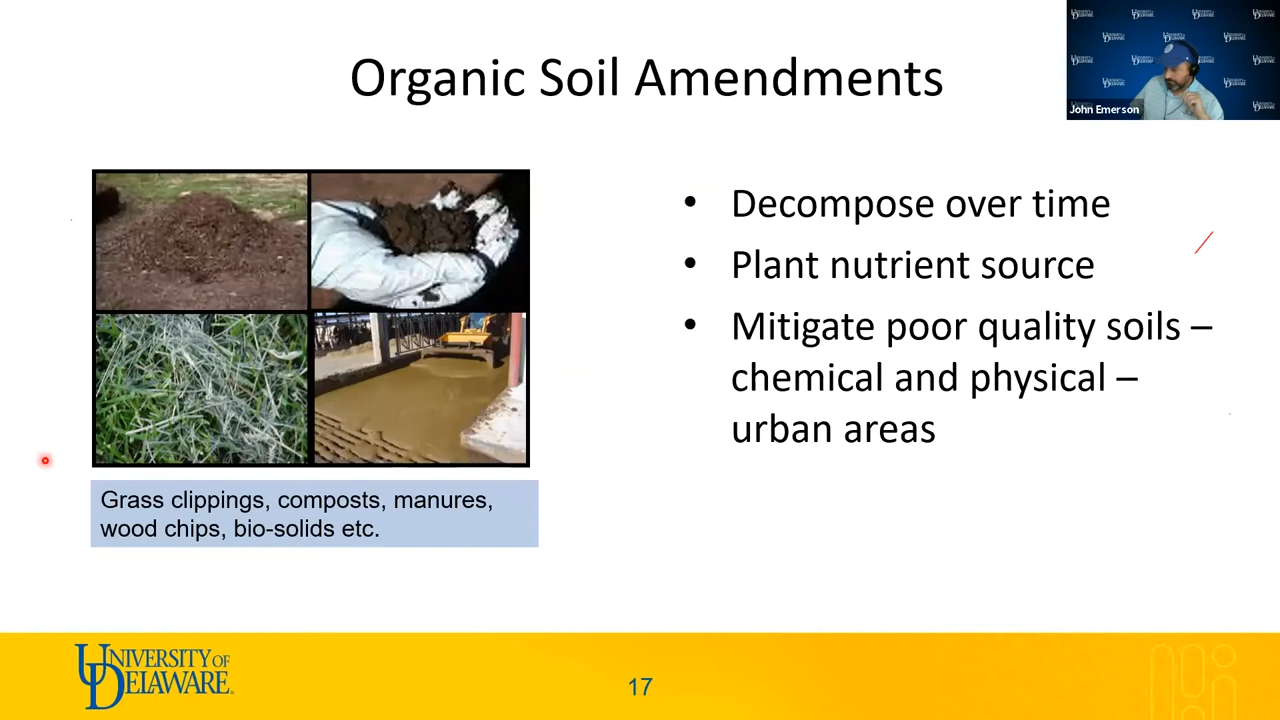 Organic Soil Amendments
John Emerson
• Decompose over time
• Plant nutrient source
• Mitigate poor quality soils –
chemical and physical –
urban areas
Grass clippings, composts, manures,
wood chips, bio-solids etc.
UNIVERSITY OF
DELAWARE
17